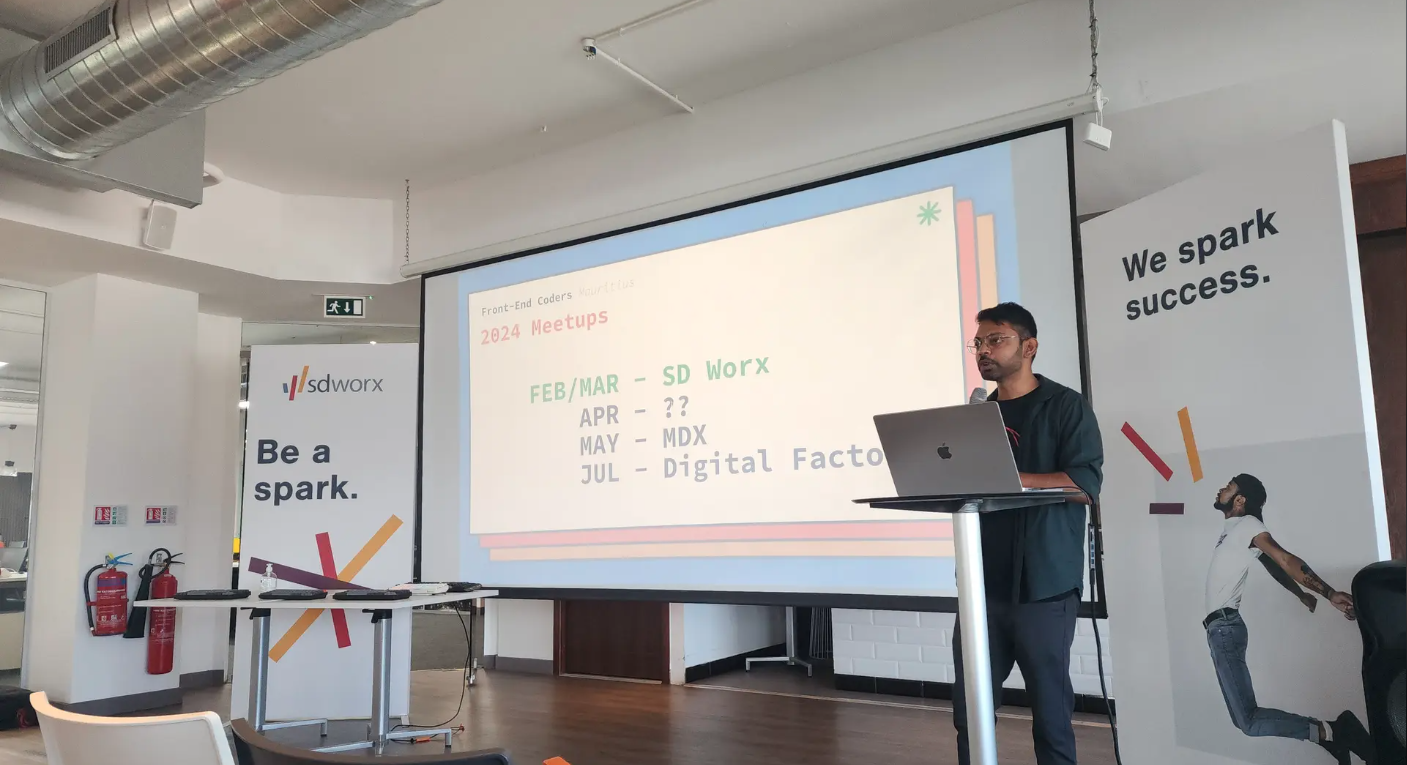 sdworx
Be a
spark.
Front-End Coders Mauritius
2024 Meetups
FEB/MAR - SD Worx
APR - ??
MAY - MDX
JUL - Digital Facto
We spark
success.